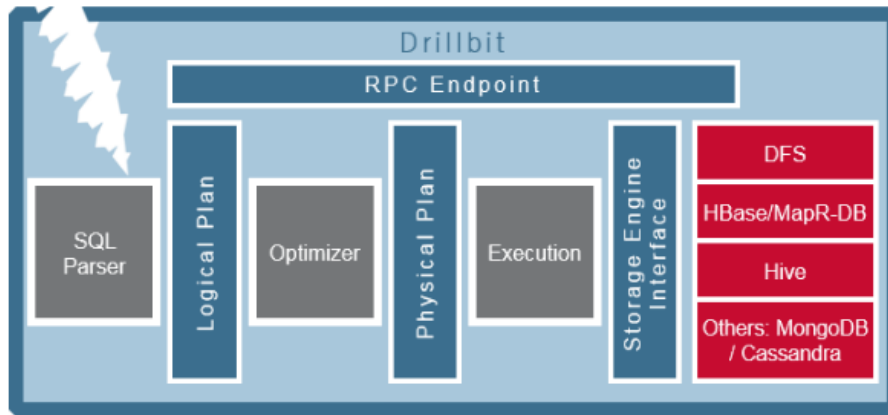 Drillbit
RPC Endpoint
SQL
Parser
Logical Plan
Optimizer
Physical Plan
Execution
Storage Engine
Interface
DFS
HBase/MapR-DB
Hive
Others: MongoDB
/ Cassandra